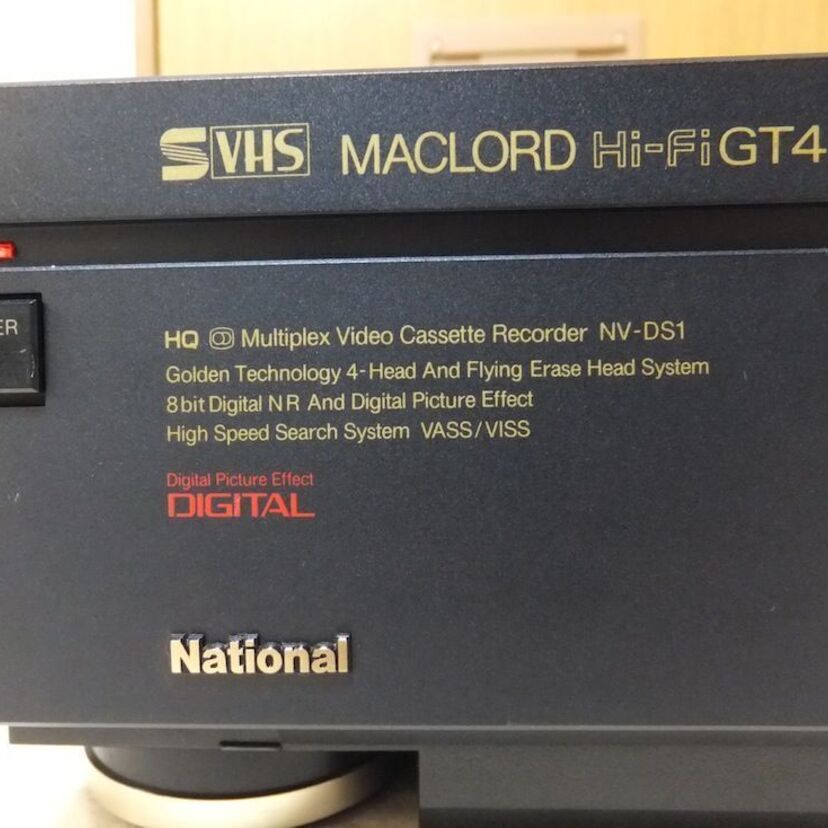 S VHS MACLORD Hi-Fi GT4
ER
HQ Multiplex Video Cassette Recorder NV-DS1
Golden Technology 4-Head And Flying Erase Head System
8bit Digital NR And Digital Picture Effect
High Speed Search System VASS/VISS
Digital Picture Effect
DIGITAL
National